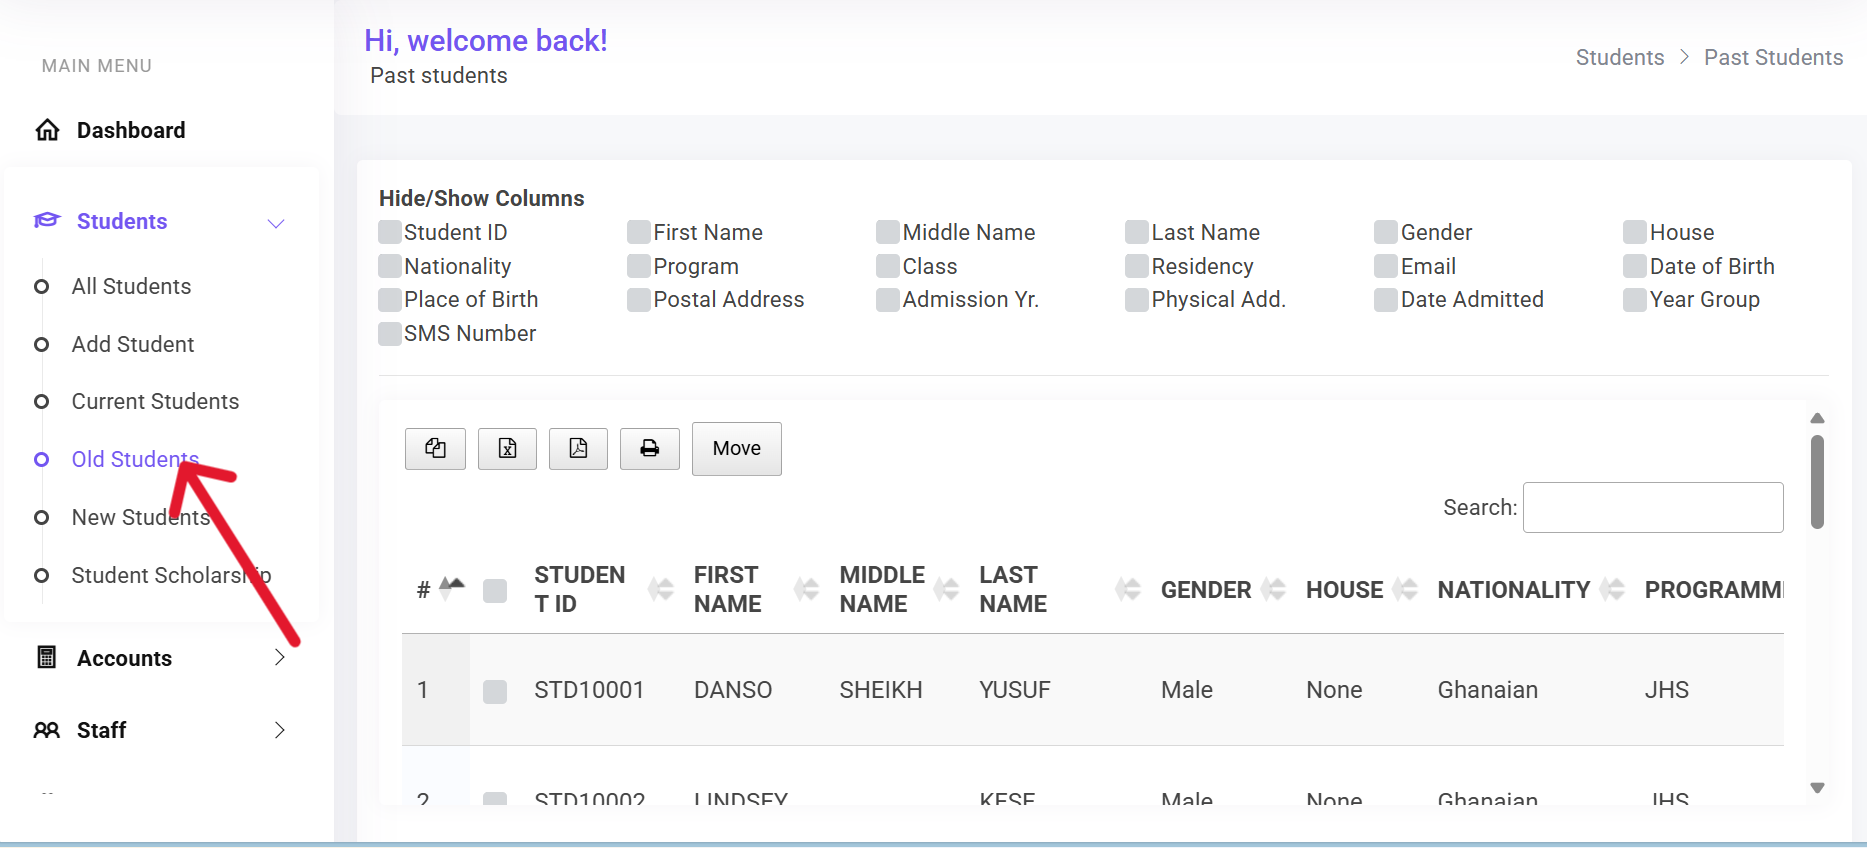 Hi, welcome back!
Past students
Students > Past Students
MAIN MENU
Dashboard
Students
All Students
Add Student
Current Students
Old Students
New Students
Student Scholarship
Accounts
Staff
Hide/Show Columns
Student ID First Name Middle Name Last Name Gender House
Nationality Program Class Residency Email Date of Birth
Place of Birth Postal Address Admission Yr. Physical Add. Date Admitted Year Group
SMS Number
Move
Search:
# STUDEN T ID FIRST NAME MIDDLE NAME LAST NAME GENDER HOUSE NATIONALITY PROGRAMM
1 STD10001 DANSO SHEIKH YUSUF Male None Ghanaian JHS
2 STD10002 LINDSEY KESE Male None Ghanaian JHS